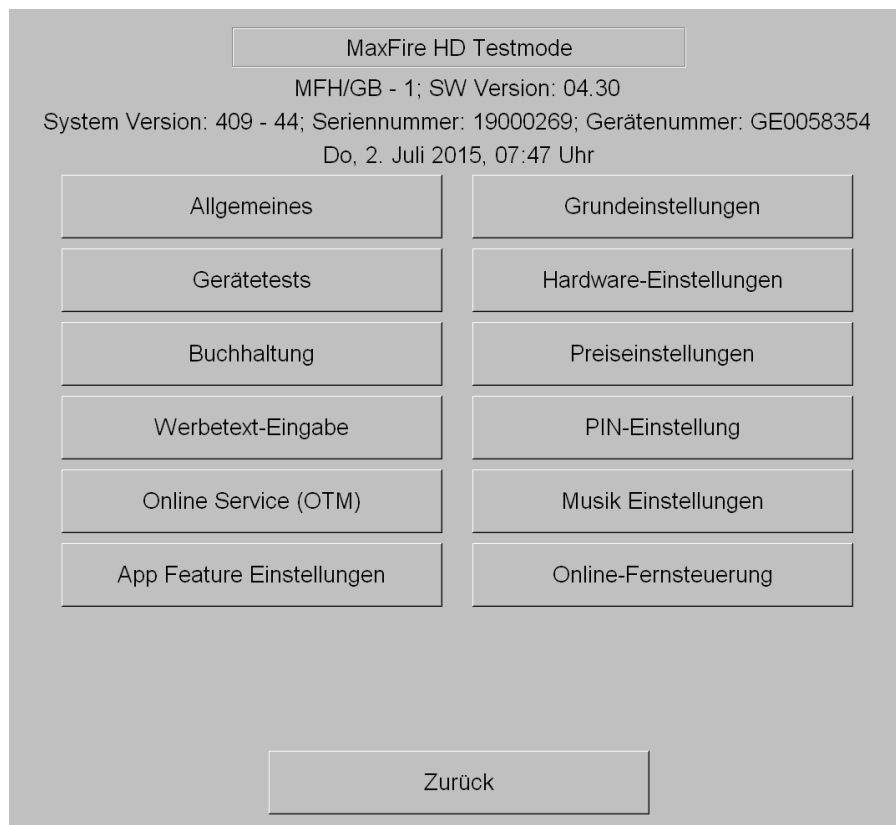 MaxFire HD Testmode
MFH/GB - 1; SW Version: 04.30
System Version: 409 - 44; Seriennummer: 19000269; Gerätenummer: GE0058354
Do, 2. Juli 2015, 07:47 Uhr
Allgemeines
Grundeinstellungen
Gerätetests
Hardware-Einstellungen
Buchhaltung
Preiseinstellungen
Werbetext-Eingabe
PIN-Einstellung
Online Service (OTM)
Musik Einstellungen
App Feature Einstellungen
Online-Fernsteuerung
Zurück